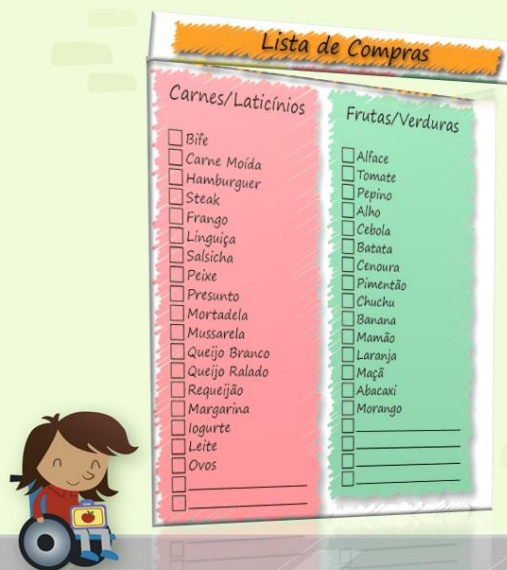 Lista de Compras
Carnes/Laticínios
Bife
Carne Moída
Hamburguer
Steak
Frango
Linguiça
Salsicha
Peixe
Presunto
Mortadela
Mussarela
Queijo Branco
Queijo Ralado
Requeijão
Margarina
Iogurte
Leite
Ovos
Frutas/Verduras
Alface
Tomate
Pepino
Alho
Cebola
Batata
Cenoura
Pimentão
Chuchu
Banana
Mamão
Laranja
Maçã
Abacaxi
Morango